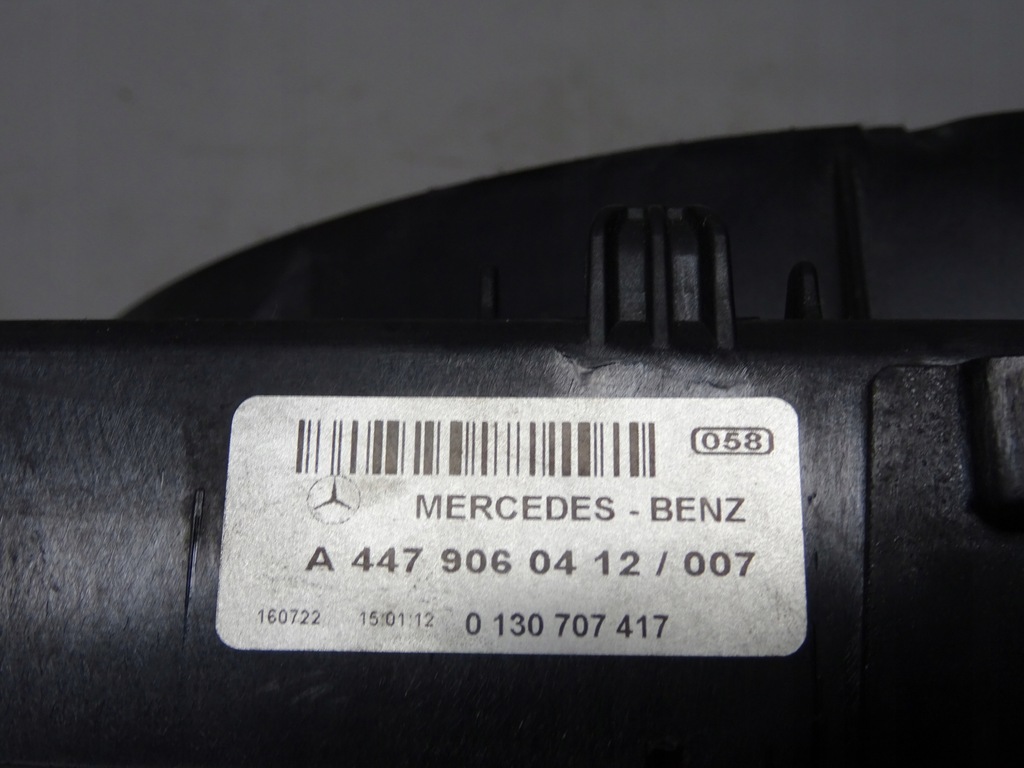 058
MERCEDES - BENZ
A 447 906 04 12 / 007
160722 15:01:12 0 130 707 417